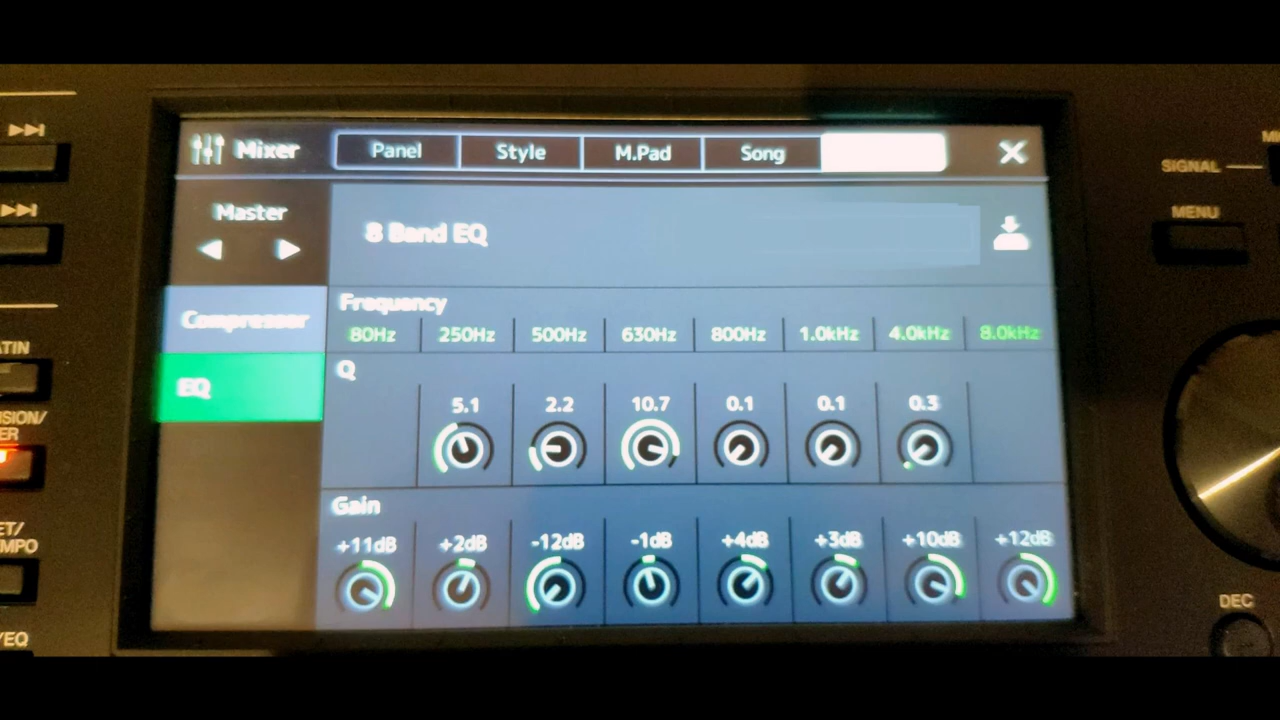 Mixer Panel Style M.Pad Song
Master
8 Band EQ
Compressor
EQ
Frequency
80Hz 250Hz 500Hz 630Hz 800Hz 1.0kHz 4.0kHz 8.0kHz
Q
5.1 2.2 10.7 0.1 0.1 0.3
Gain
+11dB +2dB -12dB -1dB +4dB +3dB +10dB +12dB
SIGNAL
MENU
DEC
/EQ